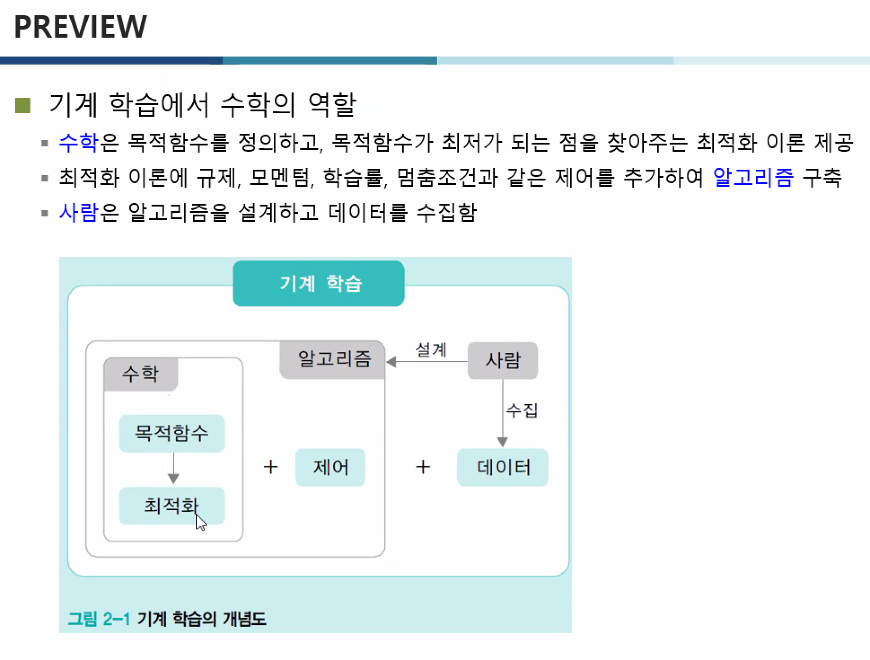 PREVIEW
기계 학습에서 수학의 역할
수학은 목적함수를 정의하고, 목적함수가 최저가 되는 점을 찾아주는 최적화 이론 제공
최적화 이론에 규제, 모멘텀, 학습률, 멈춤조건과 같은 제어를 추가하여 알고리즘 구축
사람은 알고리즘을 설계하고 데이터를 수집함
기계 학습
알고리즘
설계
사람
수학
수집
목적함수
+
제어
+
데이터
최적화
그림 2-1 기계 학습의 개념도